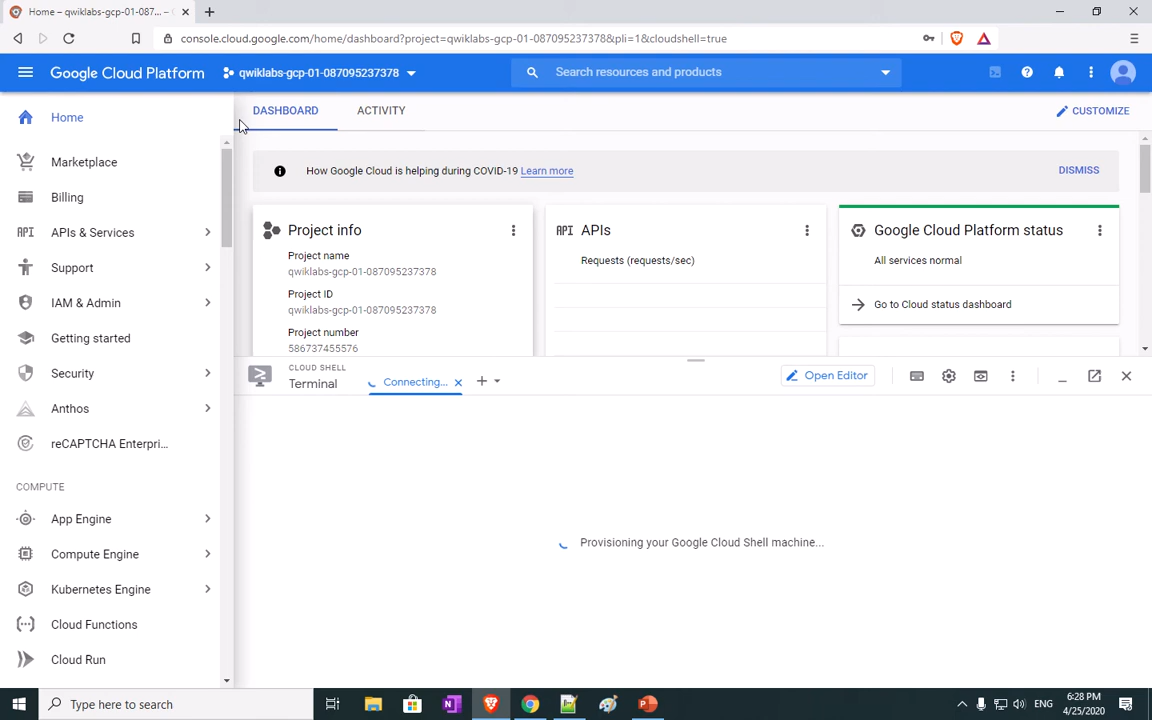 Home – qwiklabs-gcp-01-087... – G
console.cloud.google.com/home/dashboard?project=qwiklabs-gcp-01-087095237378&pli=1&cloudshell=true
Google Cloud Platform
qwiklabs-gcp-01-087095237378
Search resources and products
Home
DASHBOARD
ACTIVITY
CUSTOMIZE
Marketplace
Billing
API APIs & Services
Support
IAM & Admin
Getting started
Security
Anthos
reCAPTCHA Enterpri...
COMPUTE
App Engine
Compute Engine
Kubernetes Engine
Cloud Functions
Cloud Run
How Google Cloud is helping during COVID-19 Learn more
DISMISS
Project info
Project name
qwiklabs-gcp-01-087095237378
Project ID
qwiklabs-gcp-01-087095237378
Project number
586737455576
API APIs
Requests (requests/sec)
Google Cloud Platform status
All services normal
Go to Cloud status dashboard
CLOUD SHELL
Terminal
Connecting...
Open Editor
Provisioning your Google Cloud Shell machine...
Type here to search
ENG
6:28 PM
4/25/2020